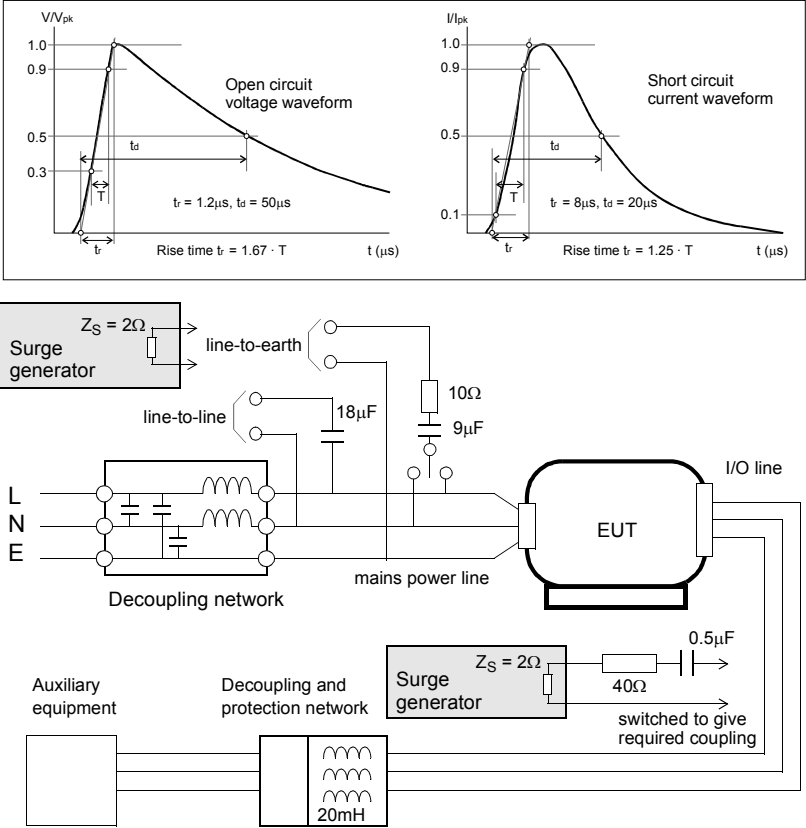 V/Vpk
1.0
0.9
0.5
0.3
Open circuit
voltage waveform
td
T
tr = 1.2μs, td = 50μs
tr
Rise time tr = 1.67 · T
t (μs)
I/Ipk
1.0
0.9
0.5
0.1
Short circuit
current waveform
td
T
tr = 8μs, td = 20μs
tr
Rise time tr = 1.25 · T
t (μs)
ZS = 2Ω
Surge
generator
line-to-earth
line-to-line
18μF
10Ω
9μF
I/O line
L
N
E
EUT
mains power line
Decoupling network
ZS = 2Ω
Surge
generator
0.5μF
40Ω
switched to give
required coupling
Auxiliary
equipment
Decoupling and
protection network
20mH